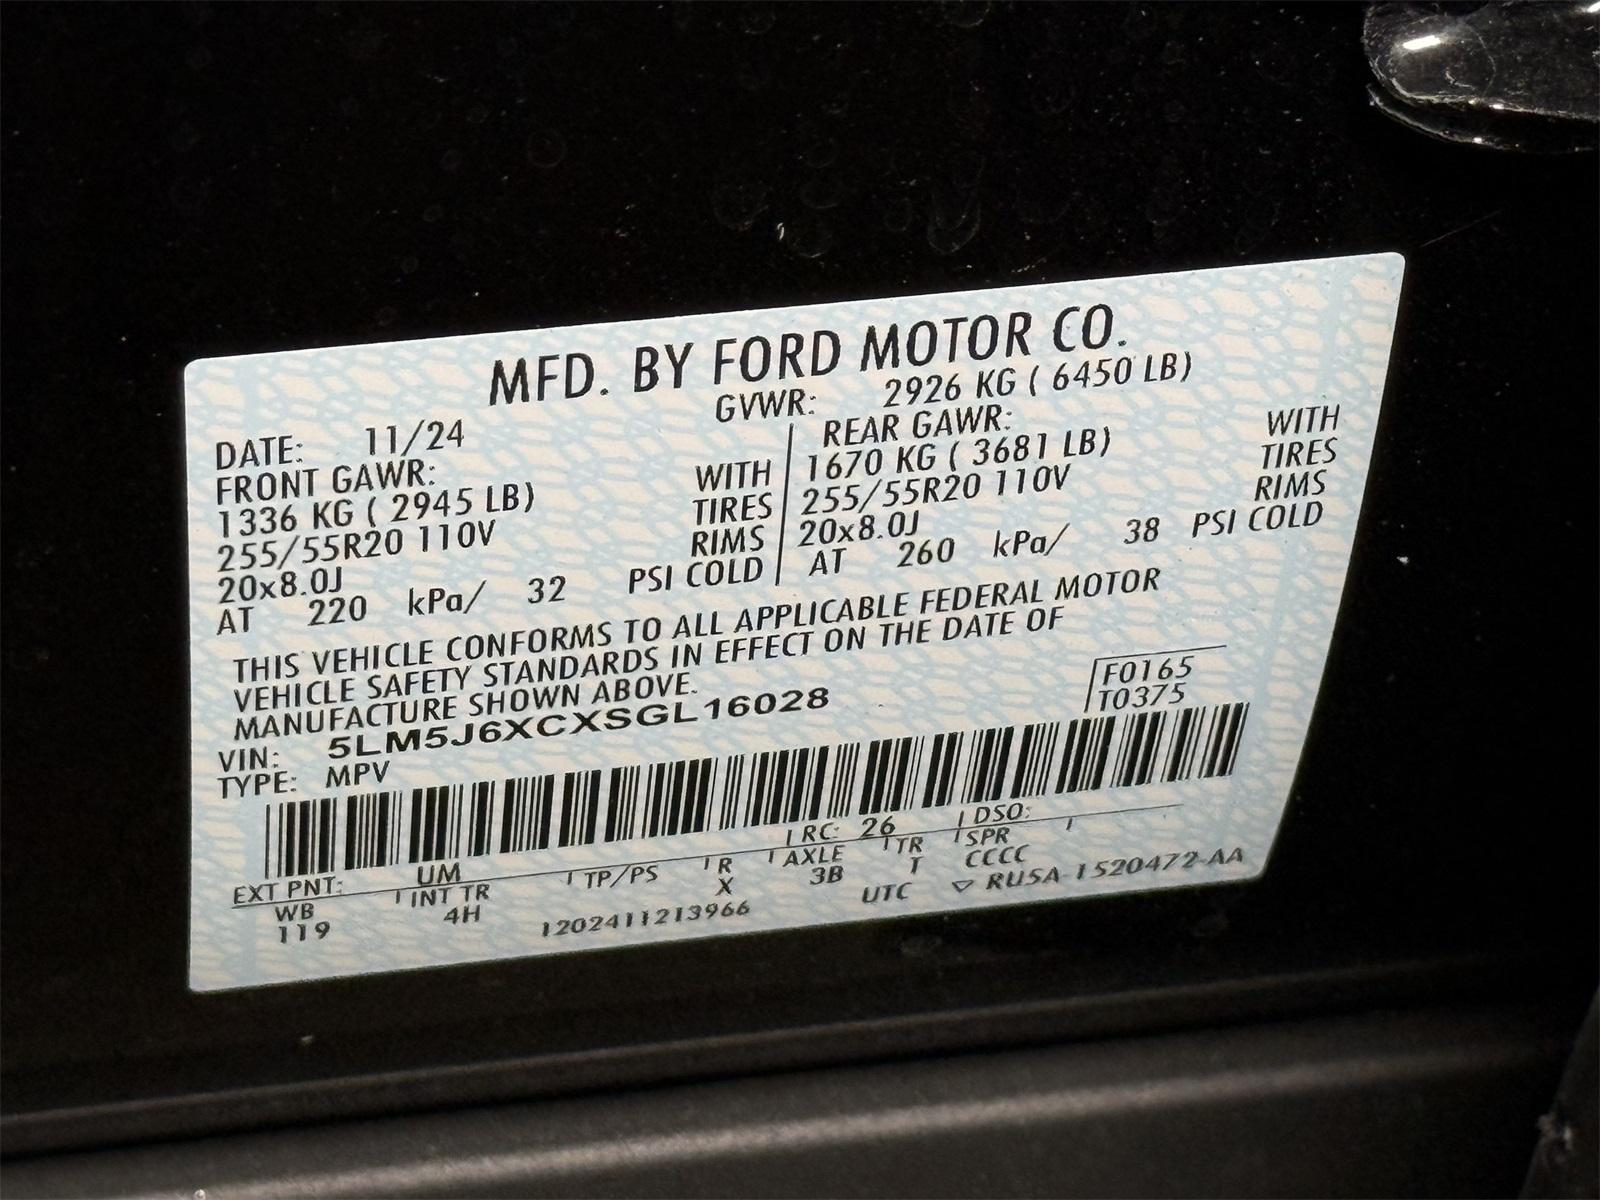 MFD. BY FORD MOTOR CO.
DATE: 11/24 GVWR: 2926 KG ( 6450 LB)
FRONT GAWR:
1336 KG ( 2945 LB) WITH
255/55R20 110V TIRES
20x8.0J RIMS
AT 220 kPa/ 32 PSI COLD
REAR GAWR: WITH
1670 KG ( 3681 LB) TIRES
255/55R20 110V RIMS
20x8.0J
AT 260 kPa/ 38 PSI COLD
THIS VEHICLE CONFORMS TO ALL APPLICABLE FEDERAL MOTOR
VEHICLE SAFETY STANDARDS IN EFFECT ON THE DATE OF
MANUFACTURE SHOWN ABOVE.
F0165
T0375
VIN: 5LM5J6XCXSGL16028
TYPE: MPV
EXT PNT: UM RC: 26 DSO:
WB INT TR TP/PS R AXLE TR SPR
119 4H X 3B T CCCC
1202411213966 UTC ▽ RU5A-1520472-AA